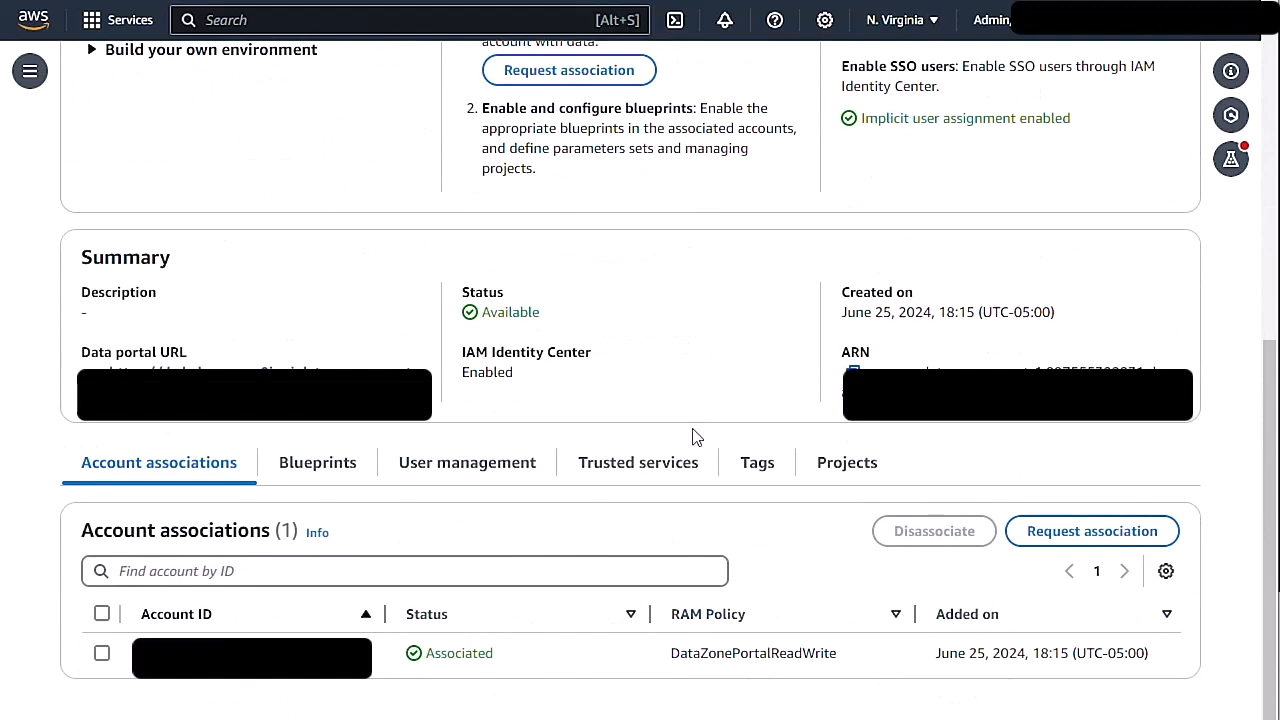 aws
Services
Search
[Alt+S]
N. Virginia ▼
Admin/
▶ Build your own environment
account with data.
Request association
2. Enable and configure blueprints: Enable the
appropriate blueprints in the associated accounts,
and define parameters sets and managing
projects.
Enable SSO users: Enable SSO users through IAM
Identity Center.
Implicit user assignment enabled
Summary
Description
-
Data portal URL
Status
Available
IAM Identity Center
Enabled
Created on
June 25, 2024, 18:15 (UTC-05:00)
ARN
Account associations
Blueprints
User management
Trusted services
Tags
Projects
Account associations (1) Info
Disassociate
Request association
Find account by ID
1
Account ID
Status
RAM Policy
Added on
Associated
DataZonePortalReadWrite
June 25, 2024, 18:15 (UTC-05:00)